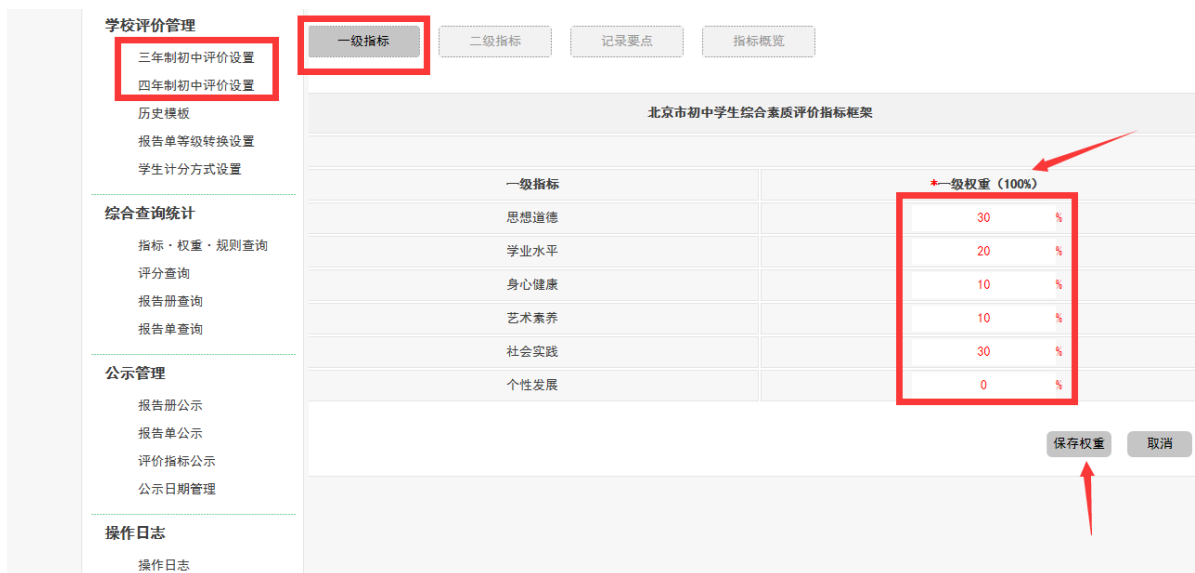 学校评价管理
三年制初中评价设置
四年制初中评价设置
历史模板
报告单等级转换设置
学生计分方式设置
综合查询统计
指标·权重·规则查询
评分查询
报告册查询
报告单查询
公示管理
报告册公示
报告单公示
评价指标公示
公示日期管理
操作日志
操作日志
一级指标 二级指标 记录要点 指标概览
北京市初中学生综合素质评价指标框架
一级指标 *一级权重（100%）
思想道德 30 %
学业水平 20 %
身心健康 10 %
艺术素养 10 %
社会实践 30 %
个性发展 0 %
保存权重 取消